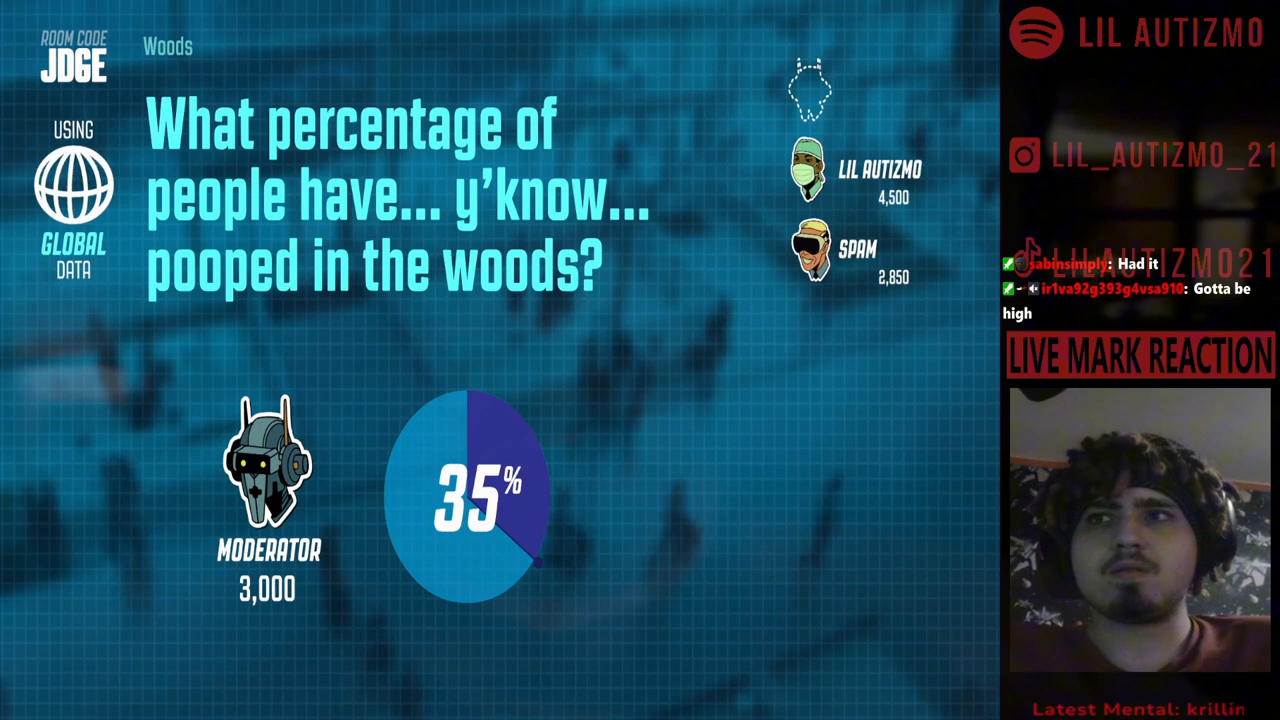 ROOM CODE
JDGE
USING
GLOBAL
DATA
Woods
What percentage of
people have... y'know...
pooped in the woods?
LIL AUTIZMO
4,500
SPAM
2,850
MODERATOR
3,000
35%
LIL AUTIZMO
LIL_AUTIZMO_21
LILAUTIZMO21
sabinsimply: Had it
ir1va92g393g4vsa910: Gotta be
high
LIVE MARK REACTION
Latest Mental: krillin